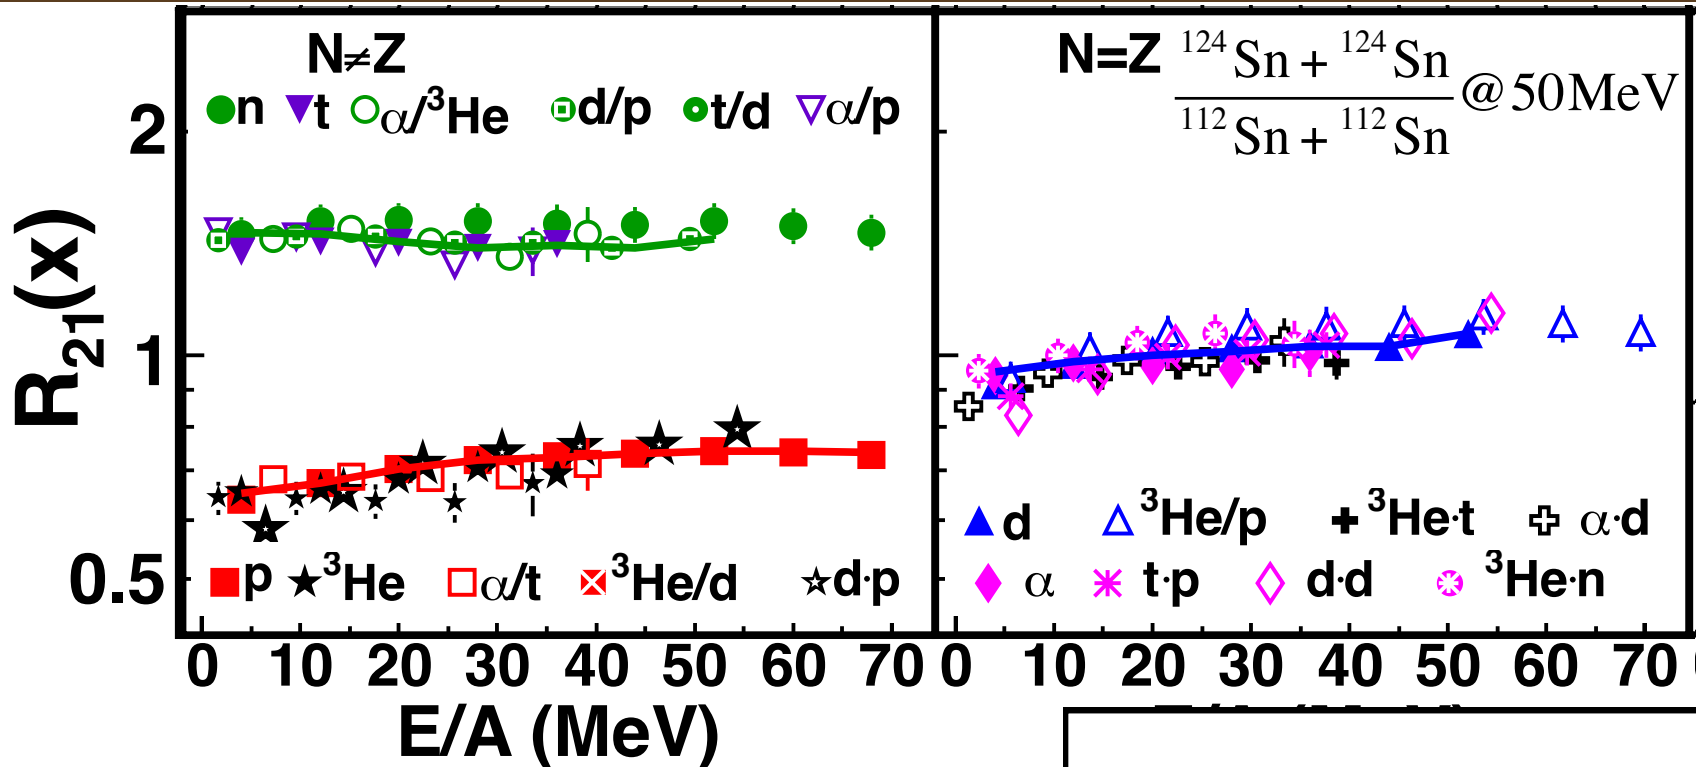 N≠Z
n t α/³He d/p t/d α/p
2
1
0.5
R₂₁(x)
p ³He α/t ³He/d d·p
0 10 20 30 40 50 60 70
E/A (MeV)
N=Z
¹²⁴Sn + ¹²⁴Sn
¹¹²Sn + ¹¹²Sn
@50MeV
d ³He/p ³He·t α·d
α t·p d·d ³He·n
0 10 20 30 40 50 60 70